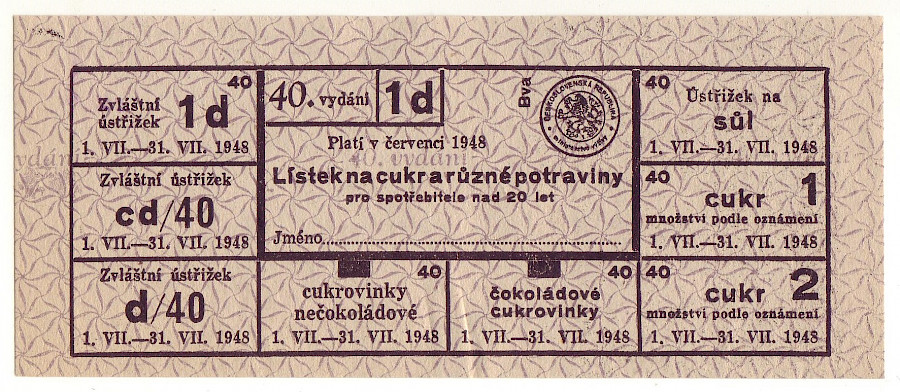 40
Zvláštní
ústřižek 1d
1. VII.—31. VII. 1948
Zvláštní ústřižek
cd/40
1. VII.—31. VII. 1948
Zvláštní ústřižek
d/40
1. VII.—31. VII. 1948
40. vydání 1d
Bva
ČESKOSLOVENSKÁ REPUBLIKA
Platí v červenci 1948
40. vydání
Lístek na cukr a různé potraviny
pro spotřebitele nad 20 let
Jméno
40
cukrovinky
nečokoládové
1. VII.—31. VII. 1948
40
čokoládové
cukrovinky
1. VII.—31. VII. 1948
40
Ústřižek na
sůl
1. VII.—31. VII. 1948
40
cukr 1
množství podle oznámení
1. VII.—31. VII. 1948
40
cukr 2
množství podle oznámení
1. VII.—31. VII. 1948